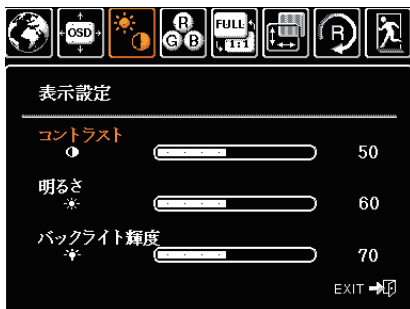 OSD
R
G B
FULL
1:1
R
表示設定
コントラスト
50
明るさ
60
バックライト輝度
70
EXIT